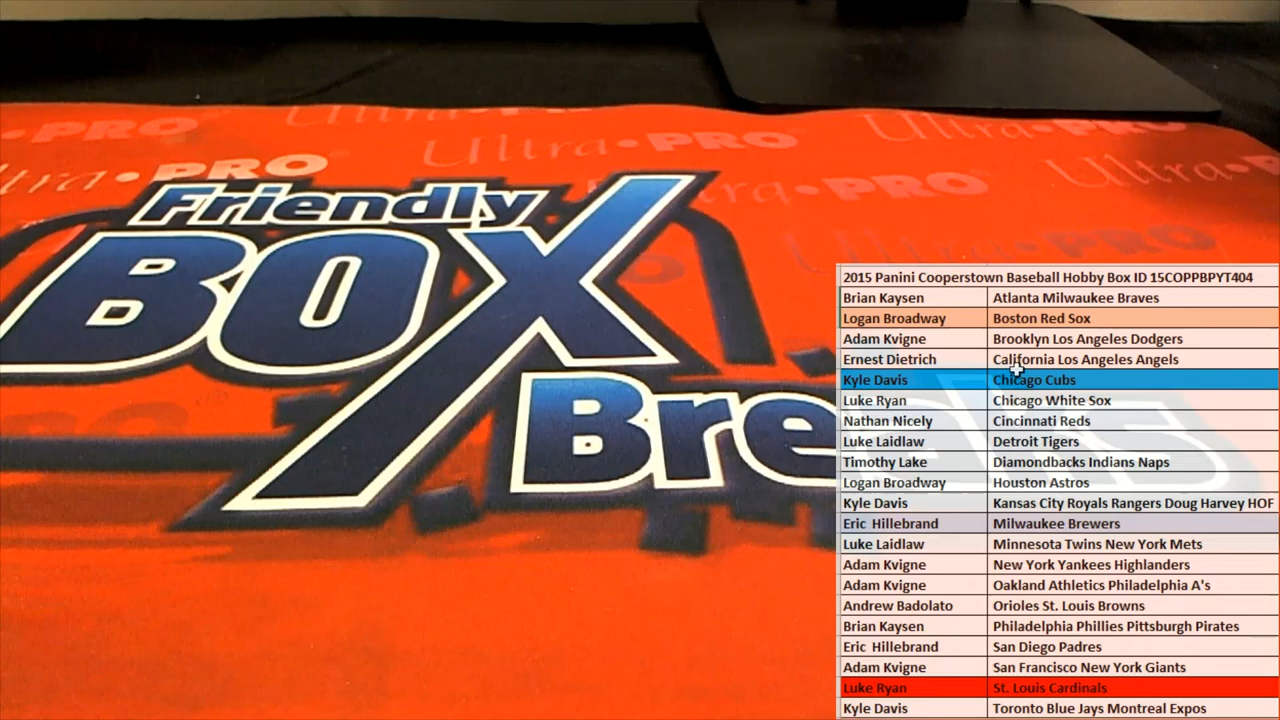 Ultra•PRO
•PRO
Ultra•PRO
Ultra•PRO
Ultra•P
Friendly
BOX
Bre
2015 Panini Cooperstown Baseball Hobby Box ID 15COPPBPYT404
Brian Kaysen Atlanta Milwaukee Braves
Logan Broadway Boston Red Sox
Adam Kvigne Brooklyn Los Angeles Dodgers
Ernest Dietrich California Los Angeles Angels
Kyle Davis Chicago Cubs
Luke Ryan Chicago White Sox
Nathan Nicely Cincinnati Reds
Luke Laidlaw Detroit Tigers
Timothy Lake Diamondbacks Indians Naps
Logan Broadway Houston Astros
Kyle Davis Kansas City Royals Rangers Doug Harvey HOF
Eric Hillebrand Milwaukee Brewers
Luke Laidlaw Minnesota Twins New York Mets
Adam Kvigne New York Yankees Highlanders
Adam Kvigne Oakland Athletics Philadelphia A's
Andrew Badolato Orioles St. Louis Browns
Brian Kaysen Philadelphia Phillies Pittsburgh Pirates
Eric Hillebrand San Diego Padres
Adam Kvigne San Francisco New York Giants
Luke Ryan St. Louis Cardinals
Kyle Davis Toronto Blue Jays Montreal Expos